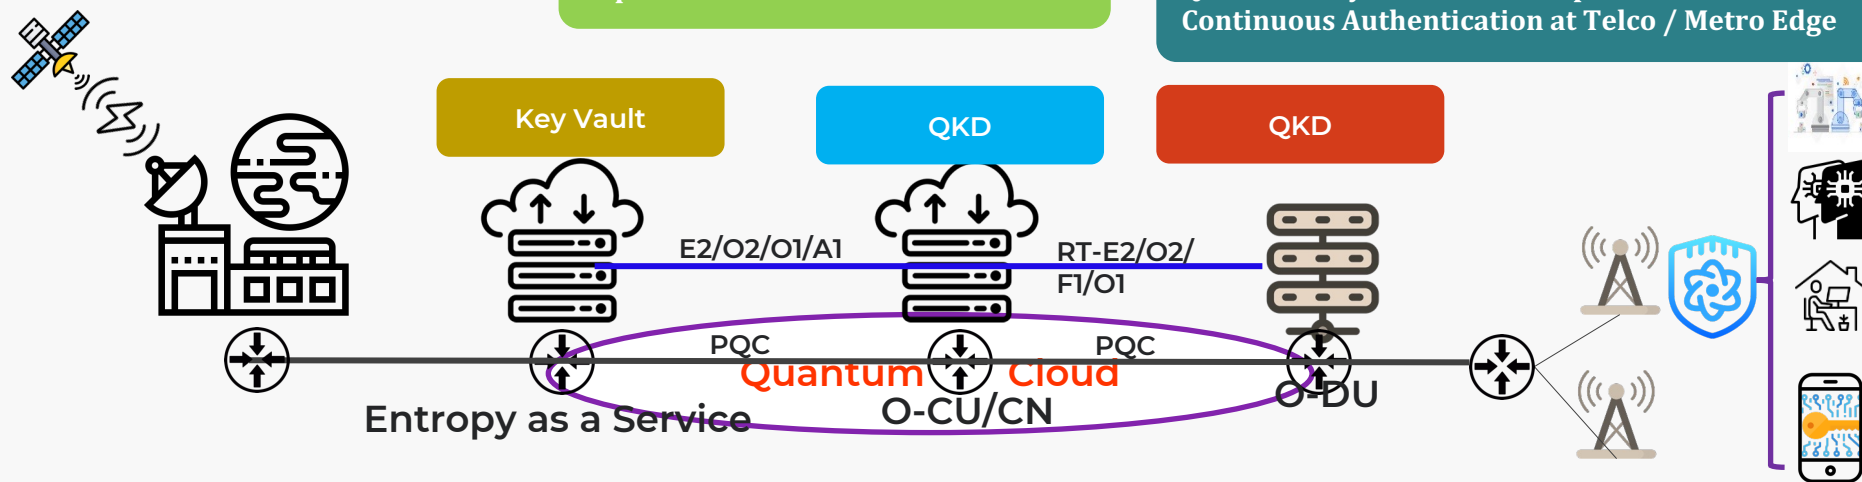 Continuous Authentication at Telco / Metro Edge
Key Vault
QKD
QKD
E2/O2/O1/A1
RT-E2/O2/
F1/O1
PQC
PQC
Quantum Cloud
Entropy as a Service
O-CU/CN
O-DU